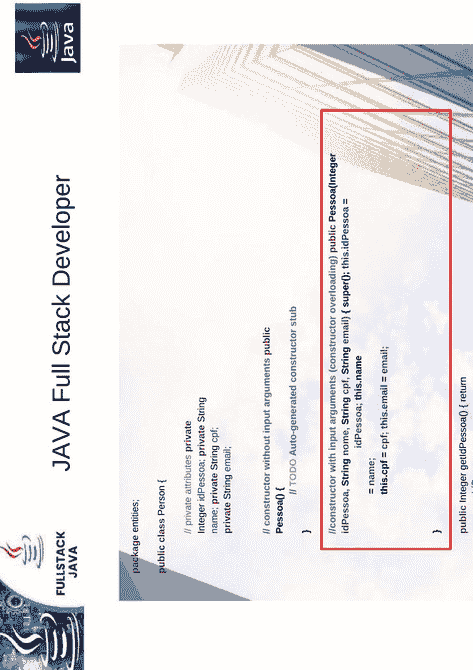 Java
JAVA Full Stack Developer
FULLSTACK
JAVA
package entities;
public class Person {
// private attributes private
Integer idPessoa; private String
name; private String cpf;
private String email;
// constructor without input arguments public
Pessoa() {
// TODO Auto-generated constructor stub
}
//constructor with input arguments (constructor overloading) public Pessoa(Integer
idPessoa, String nome, String cpf, String email) { super(); this.idPessoa =
idPessoa; this.name
= name;
this.cpf = cpf; this.email = email;
}
public Integer getIdPessoa() { return